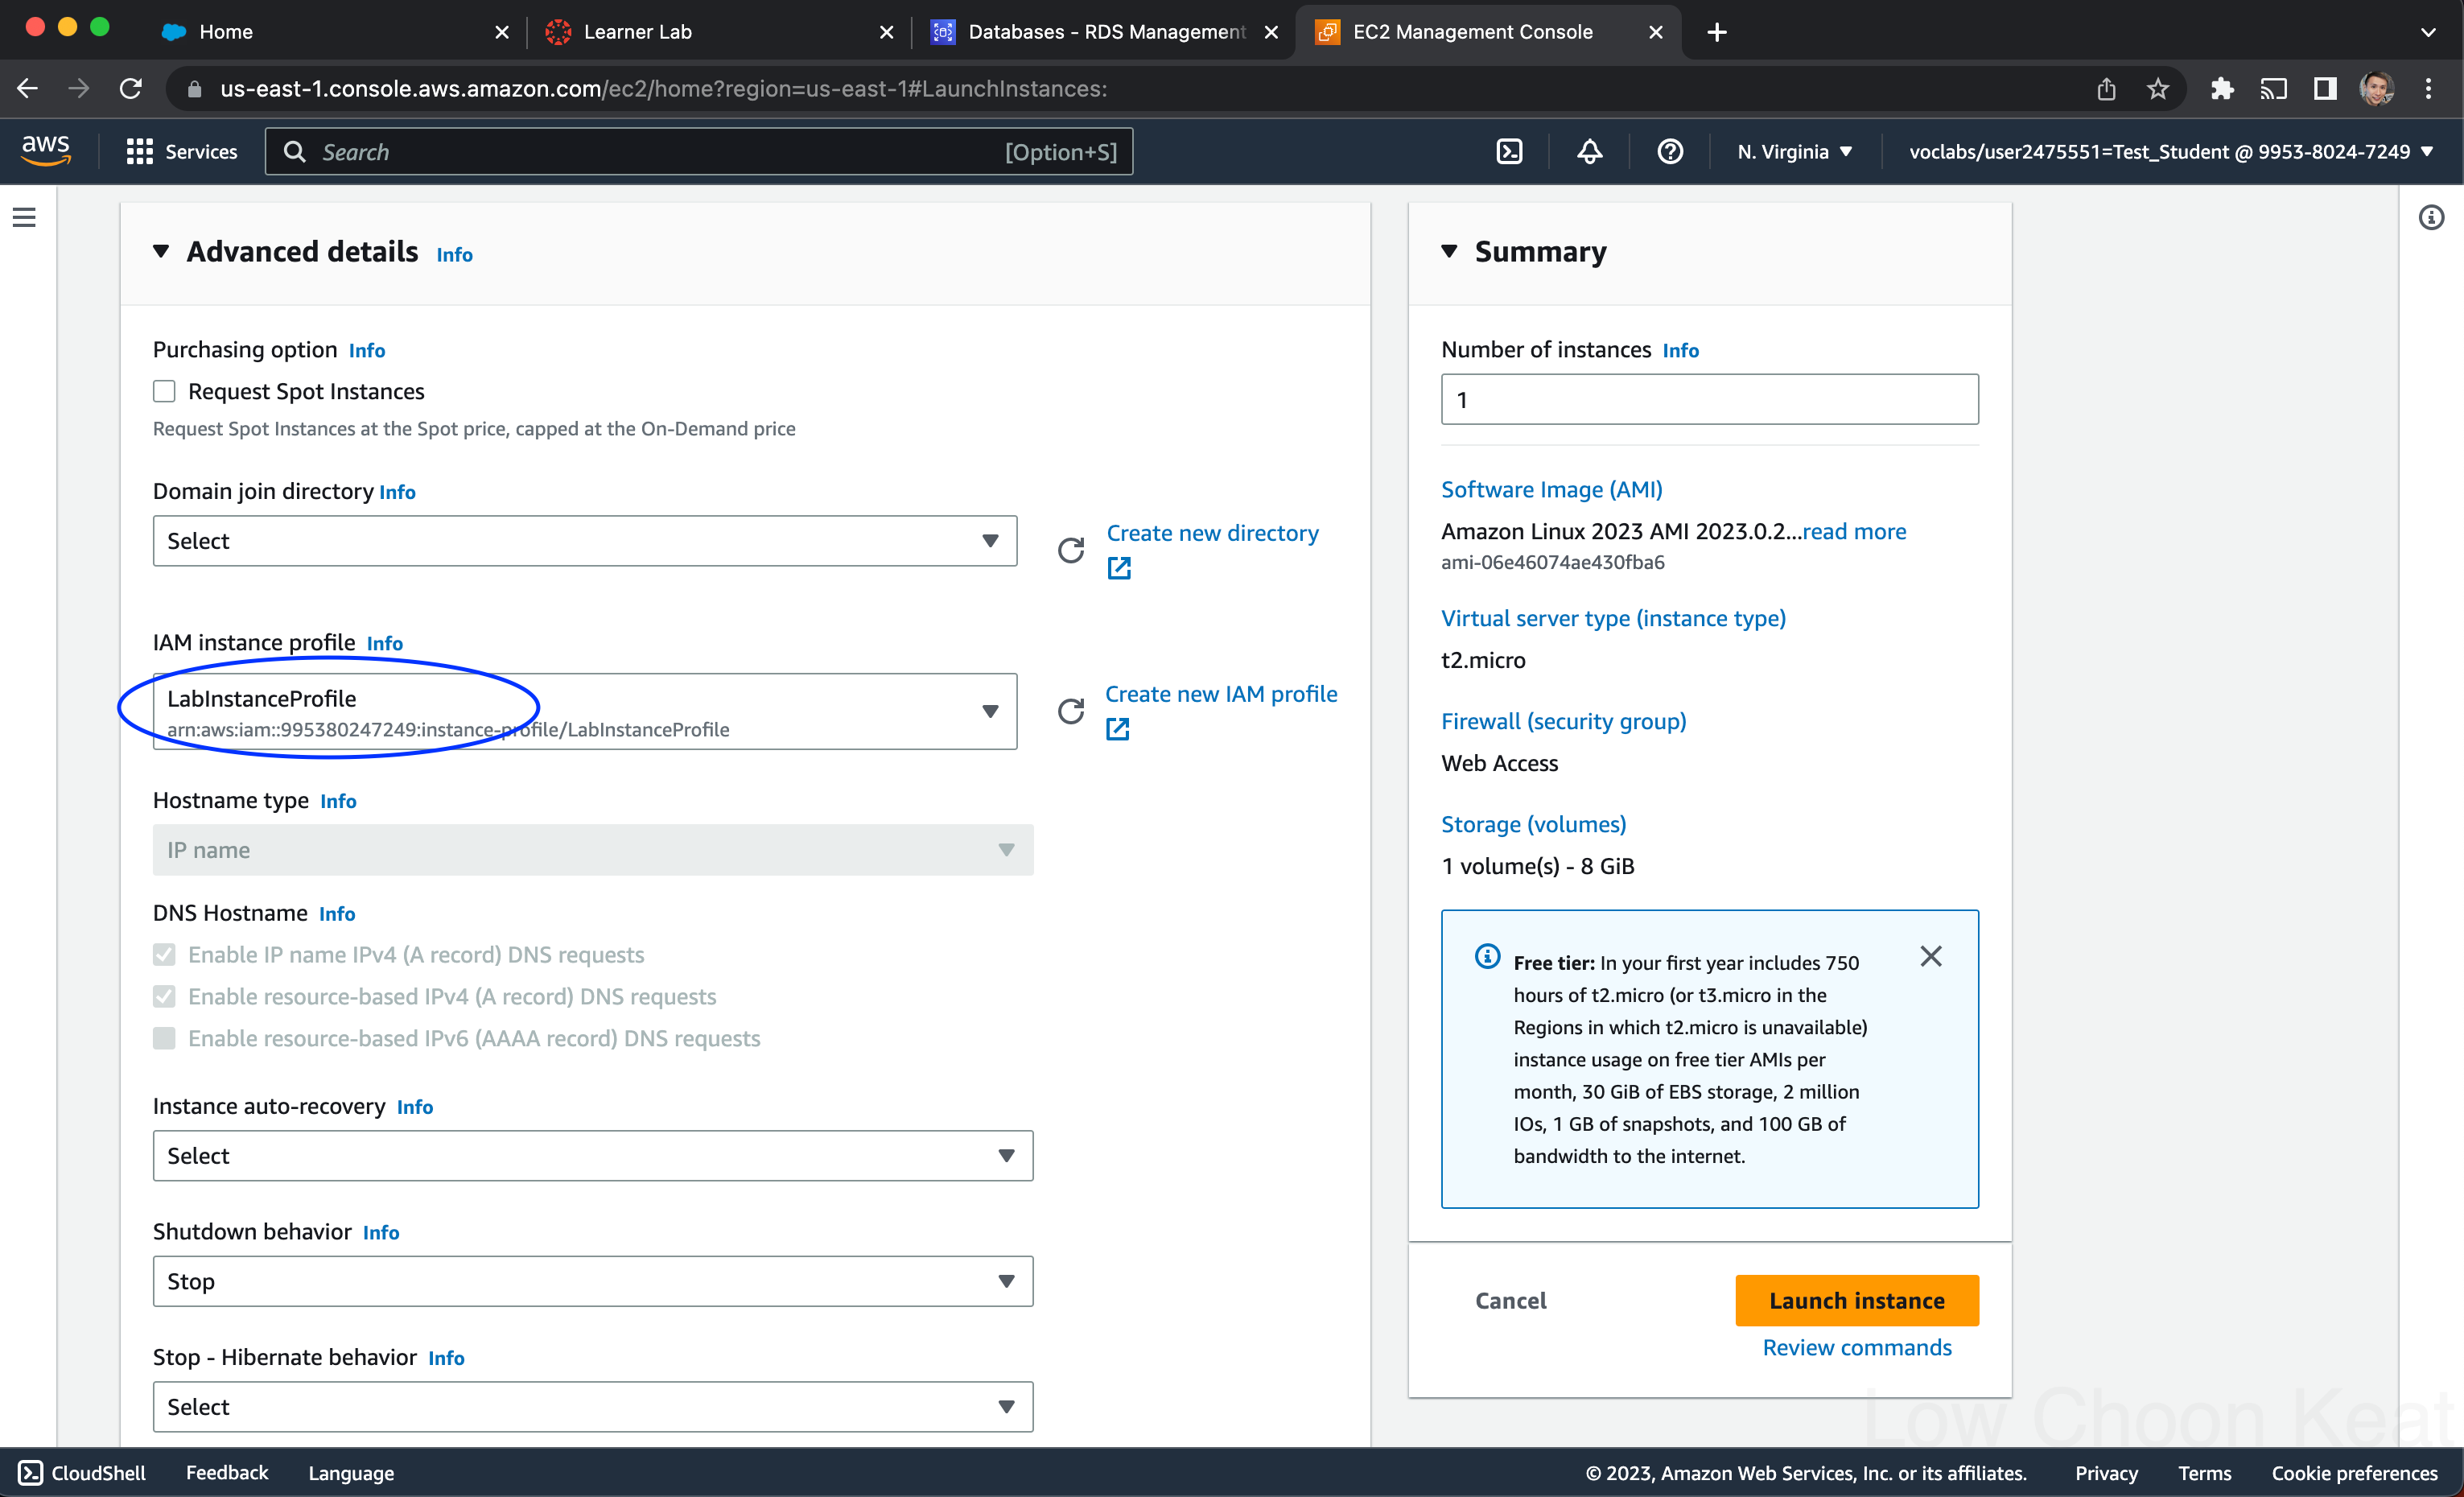 Home
Learner Lab
Databases - RDS Management
EC2 Management Console
us-east-1.console.aws.amazon.com/ec2/home?region=us-east-1#LaunchInstances:
aws
Services
Search
[Option+S]
N. Virginia
voclabs/user2475551=Test_Student @ 9953-8024-7249
Advanced details Info
Purchasing option Info
Request Spot Instances
Request Spot Instances at the Spot price, capped at the On-Demand price
Domain join directory Info
Select
Create new directory
IAM instance profile Info
LabInstanceProfile
arn:aws:iam::995380247249:instance-profile/LabInstanceProfile
Create new IAM profile
Hostname type Info
IP name
DNS Hostname Info
Enable IP name IPv4 (A record) DNS requests
Enable resource-based IPv4 (A record) DNS requests
Enable resource-based IPv6 (AAAA record) DNS requests
Instance auto-recovery Info
Select
Shutdown behavior Info
Stop
Stop - Hibernate behavior Info
Select
Summary
Number of instances Info
1
Software Image (AMI)
Amazon Linux 2023 AMI 2023.0.2...read more
ami-06e46074ae430fba6
Virtual server type (instance type)
t2.micro
Firewall (security group)
Web Access
Storage (volumes)
1 volume(s) - 8 GiB
Free tier: In your first year includes 750
hours of t2.micro (or t3.micro in the
Regions in which t2.micro is unavailable)
instance usage on free tier AMIs per
month, 30 GiB of EBS storage, 2 million
IOs, 1 GB of snapshots, and 100 GB of
bandwidth to the internet.
Cancel
Launch instance
Review commands
Low Choon Keat
CloudShell
Feedback
Language
© 2023, Amazon Web Services, Inc. or its affiliates.
Privacy
Terms
Cookie preferences